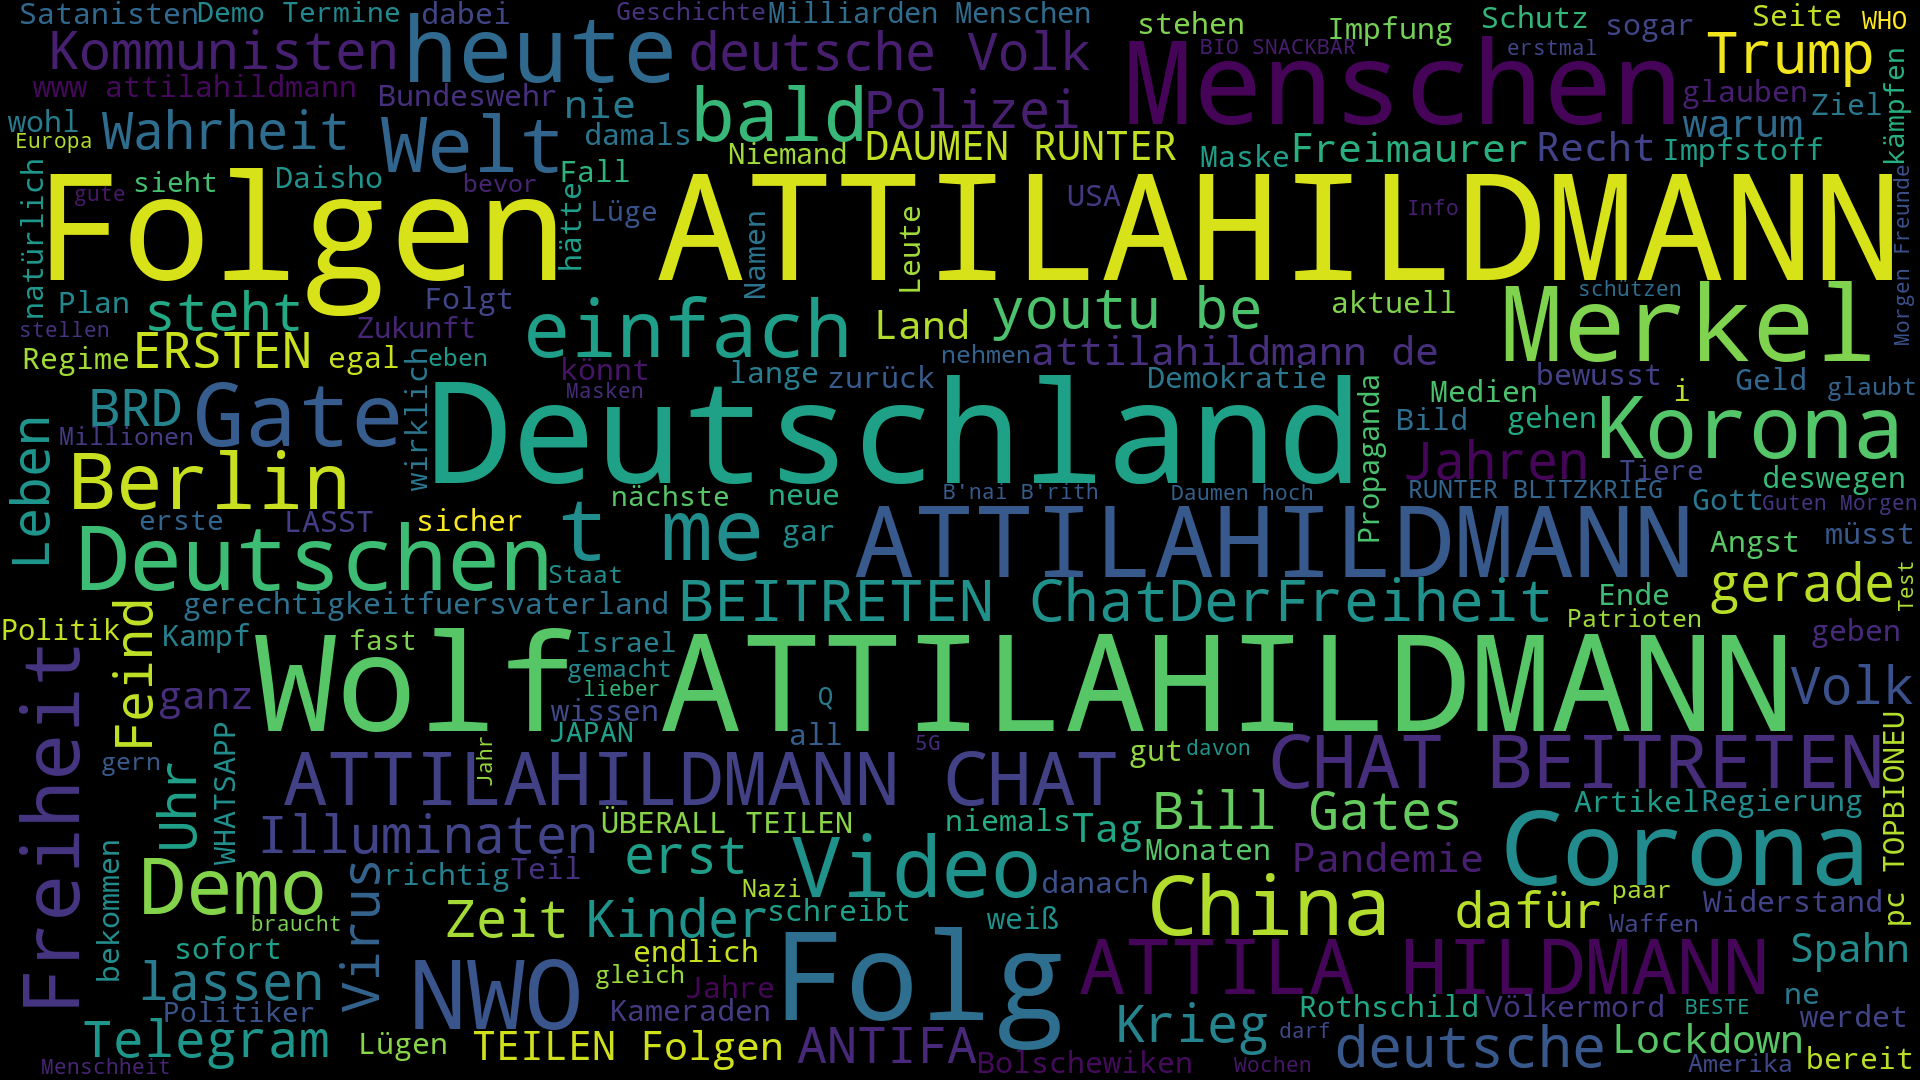 Satanisten Demo Termine dabei Geschichte Milliarden Menschen stehen Impfung Schutz sogar Seite WHO
Kommunisten heute deutsche Volk Menschen BIO SNACKBAR erstmal Trump
www attilahildmann Bundeswehr nie bald Polizei glauben Ziel kämpfen
wohl Wahrheit Welt damals DAUMEN RUNTER Maske Freimaurer Recht warum Impfstoff
Europa Niemand
natürlich gute sieht Daisho bevor Fall hätte Lüge Namen Leute USA Info Morgen Freunde
Folgen ATTILAHILDMANN
Plan steht Folgt einfach Land youtu be aktuell schützen Merkel
stellen Zukunft
Regime ERSTEN egal eben wirklich könnt nehmen attilahildmann de
BRD Gate Masken lange zurück Demokratie Propaganda Medien bewusst i Geld glaubt
Millionen Deutschland Bild gehen Korona
Leben Berlin Jahren Tiere deswegen
nächste neue B'nai B'rith Daumen hoch RUNTER BLITZKRIEG Gott Guten Morgen
erste LASST sicher t me gar ATTILAHILDMANN Angst müsst
Deutschen Staat gerade Test
gerechtigkeitfuersvaterland BEITRETEN ChatDerFreiheit Ende Patrioten
Politik Feind Kampf fast Wolf ATTILAHILDMANN Israel geben
Freiheit gemacht
ganz lieber wissen Q Volk
JAPAN all 5G gut davon
gern Uhr WHATSAPP Jahr ATTILAHILDMANN CHAT CHAT BEITRETEN pc TOPBIONEU
Illuminaten ÜBERALL TEILEN niemals Tag Bill Gates Artikel Regierung
bekommen Demo Virus richtig Teil erst Video Monaten Pandemie Corona
braucht Nazi danach China paar
Zeit Kinder schreibt weiß dafür Waffen Widerstand
sofort endlich Folg ATTILA HILDMANN Spahn
lassen NWO gleich Jahre
Politiker Kameraden Krieg Rothschild Völkermord BESTE ne werdet
Telegram Lügen TEILEN Folgen ANTIFA darf deutsche Lockdown
Menschheit Bolschewiken Wochen Amerika bereit